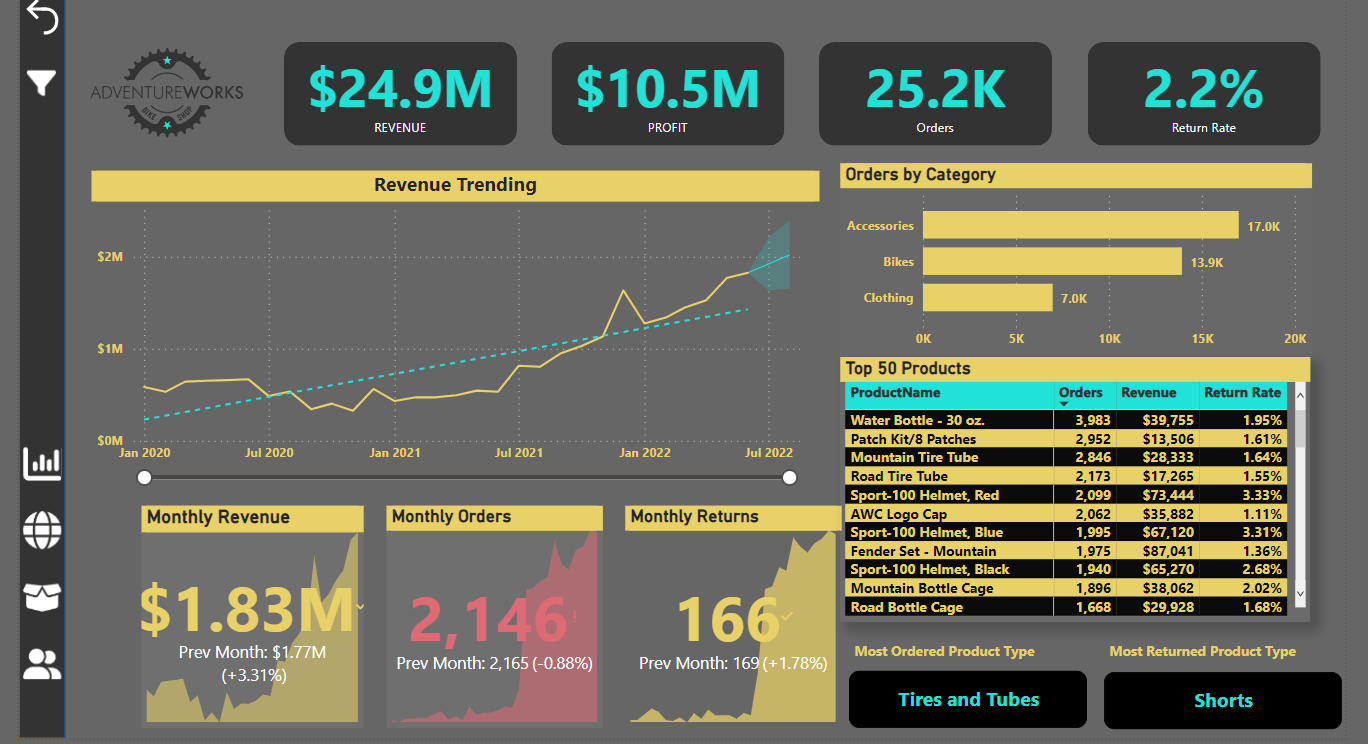 ADVENTUREWORKS
BIKE SHOP
$24.9M
REVENUE
$10.5M
PROFIT
25.2K
Orders
2.2%
Return Rate
Revenue Trending
$2M
$1M
$0M
Jan 2020 Jul 2020 Jan 2021 Jul 2021 Jan 2022 Jul 2022
Orders by Category
Accessories 17.0K
Bikes 13.9K
Clothing 7.0K
0K 5K 10K 15K 20K
Top 50 Products
ProductName Orders Revenue Return Rate
Water Bottle - 30 oz. 3,983 $39,755 1.95%
Patch Kit/8 Patches 2,952 $13,506 1.61%
Mountain Tire Tube 2,846 $28,333 1.64%
Road Tire Tube 2,173 $17,265 1.55%
Sport-100 Helmet, Red 2,099 $73,444 3.33%
AWC Logo Cap 2,062 $35,882 1.11%
Sport-100 Helmet, Blue 1,995 $67,120 3.31%
Fender Set - Mountain 1,975 $87,041 1.36%
Sport-100 Helmet, Black 1,940 $65,270 2.68%
Mountain Bottle Cage 1,896 $38,062 2.02%
Road Bottle Cage 1,668 $29,928 1.68%
Monthly Revenue
$1.83M
Prev Month: $1.77M
(+3.31%)
Monthly Orders
2,146!
Prev Month: 2,165 (-0.88%)
Monthly Returns
166
Prev Month: 169 (+1.78%)
Most Ordered Product Type
Tires and Tubes
Most Returned Product Type
Shorts